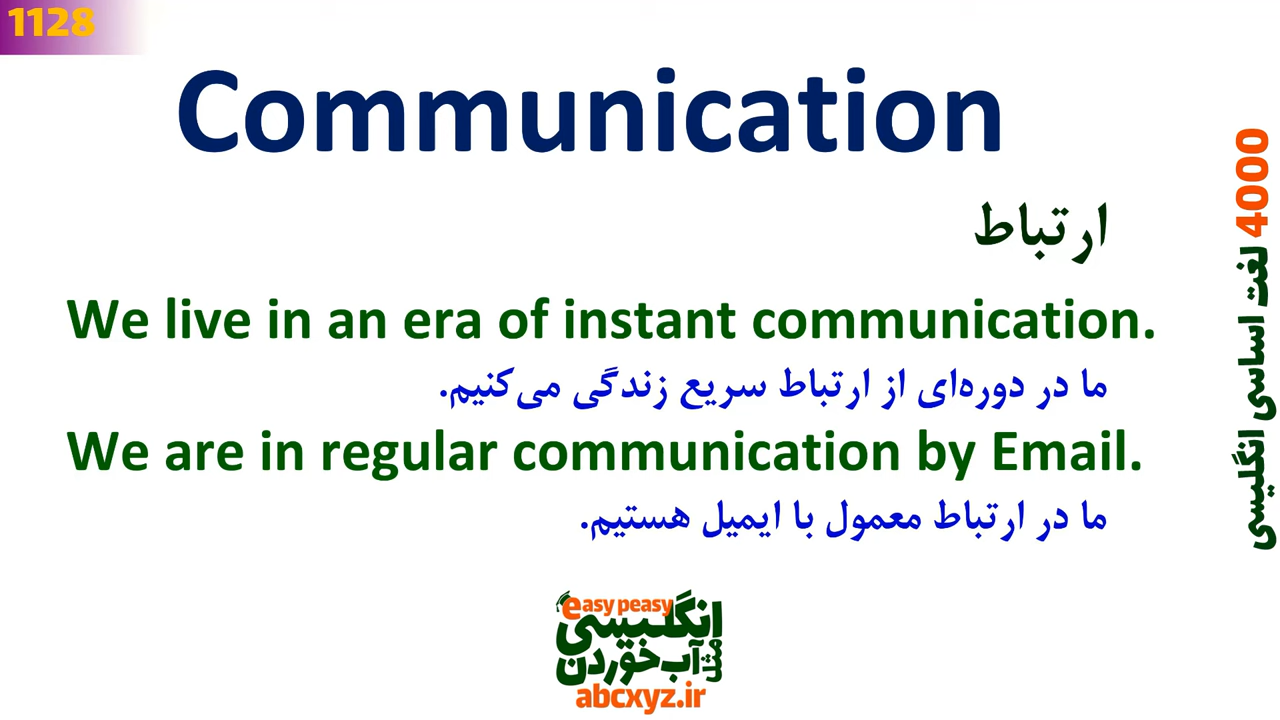 1128
Communication
ارتباط
We live in an era of instant communication.
ما در دوره‌ای از ارتباط سریع زندگی می‌کنیم.
We are in regular communication by Email.
ما در ارتباط معمول با ایمیل هستیم.
4000 لغت اساسی انگلیسی
easy peasy
انگلیسی
مثل آب خوردن
abcxyz.ir